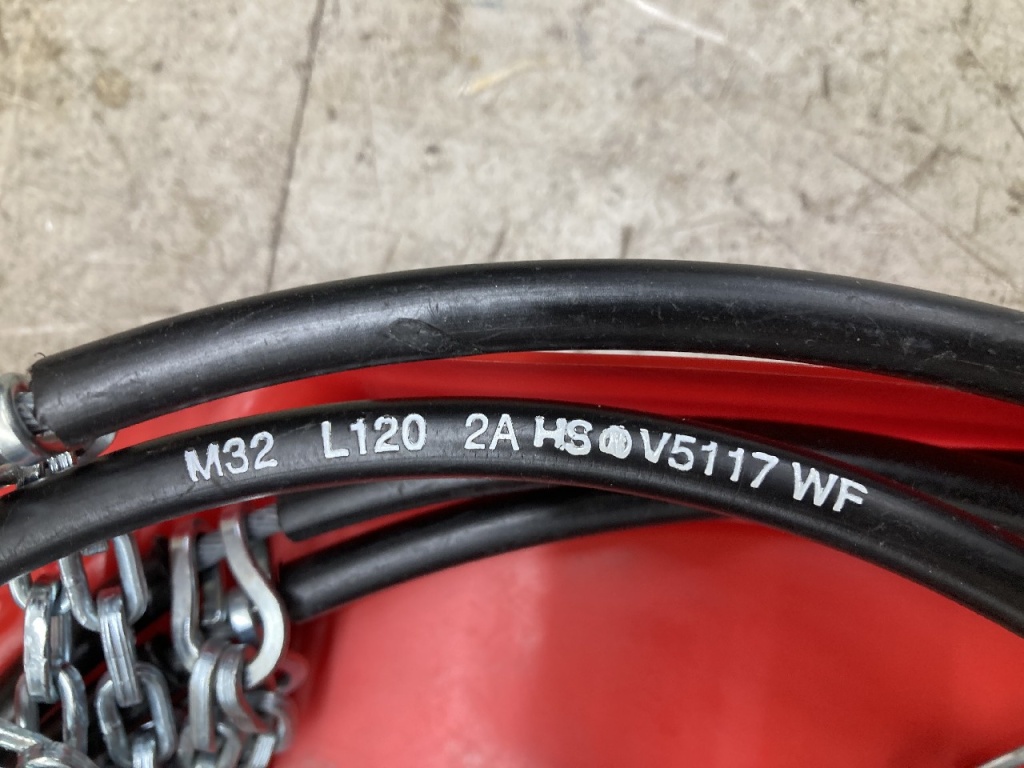 M32 L120 2A HS Ⓜ V5117 WF